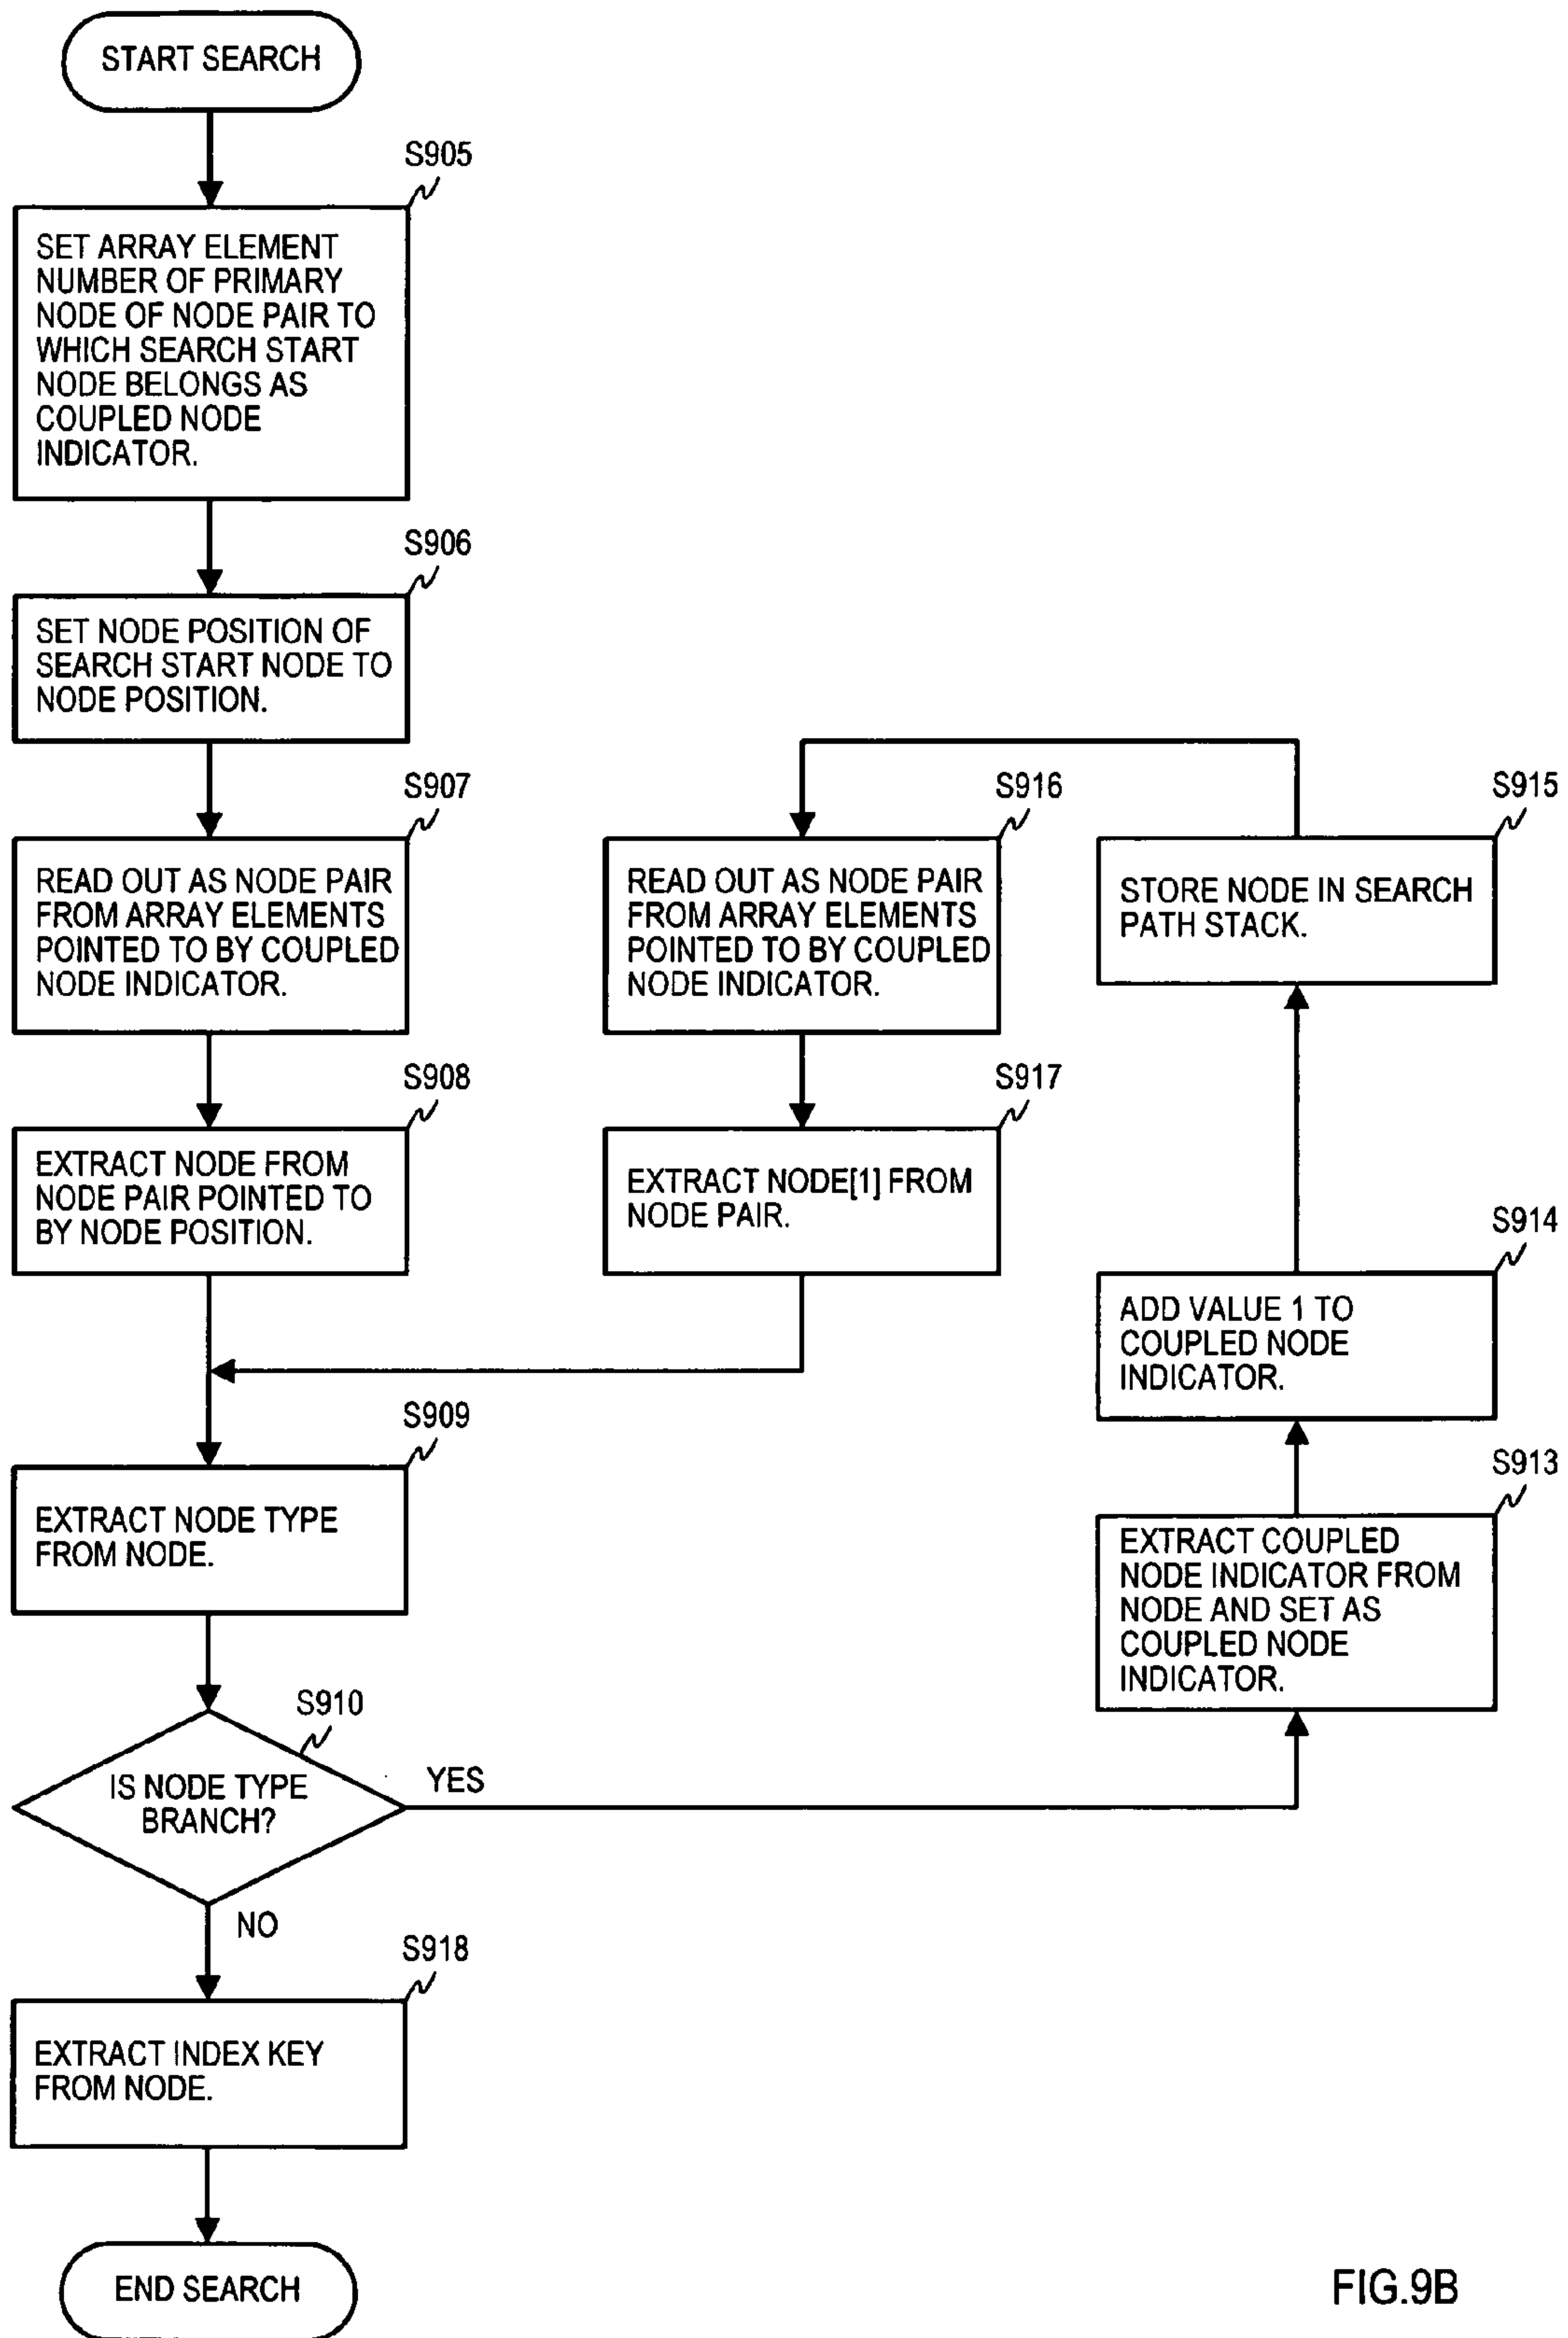 START SEARCH
S905
SET ARRAY ELEMENT
NUMBER OF PRIMARY
NODE OF NODE PAIR TO
WHICH SEARCH START
NODE BELONGS AS
COUPLED NODE
INDICATOR.
S906
SET NODE POSITION OF
SEARCH START NODE TO
NODE POSITION.
S907
READ OUT AS NODE PAIR
FROM ARRAY ELEMENTS
POINTED TO BY COUPLED
NODE INDICATOR.
S908
EXTRACT NODE FROM
NODE PAIR POINTED TO
BY NODE POSITION.
S909
EXTRACT NODE TYPE
FROM NODE.
S910
IS NODE TYPE
BRANCH?
YES
NO
S913
EXTRACT COUPLED
NODE INDICATOR FROM
NODE AND SET AS
COUPLED NODE
INDICATOR.
S914
ADD VALUE 1 TO
COUPLED NODE
INDICATOR.
S915
STORE NODE IN SEARCH
PATH STACK.
S916
READ OUT AS NODE PAIR
FROM ARRAY ELEMENTS
POINTED TO BY COUPLED
NODE INDICATOR.
S917
EXTRACT NODE[1] FROM
NODE PAIR.
S918
EXTRACT INDEX KEY
FROM NODE.
END SEARCH
FIG.9B